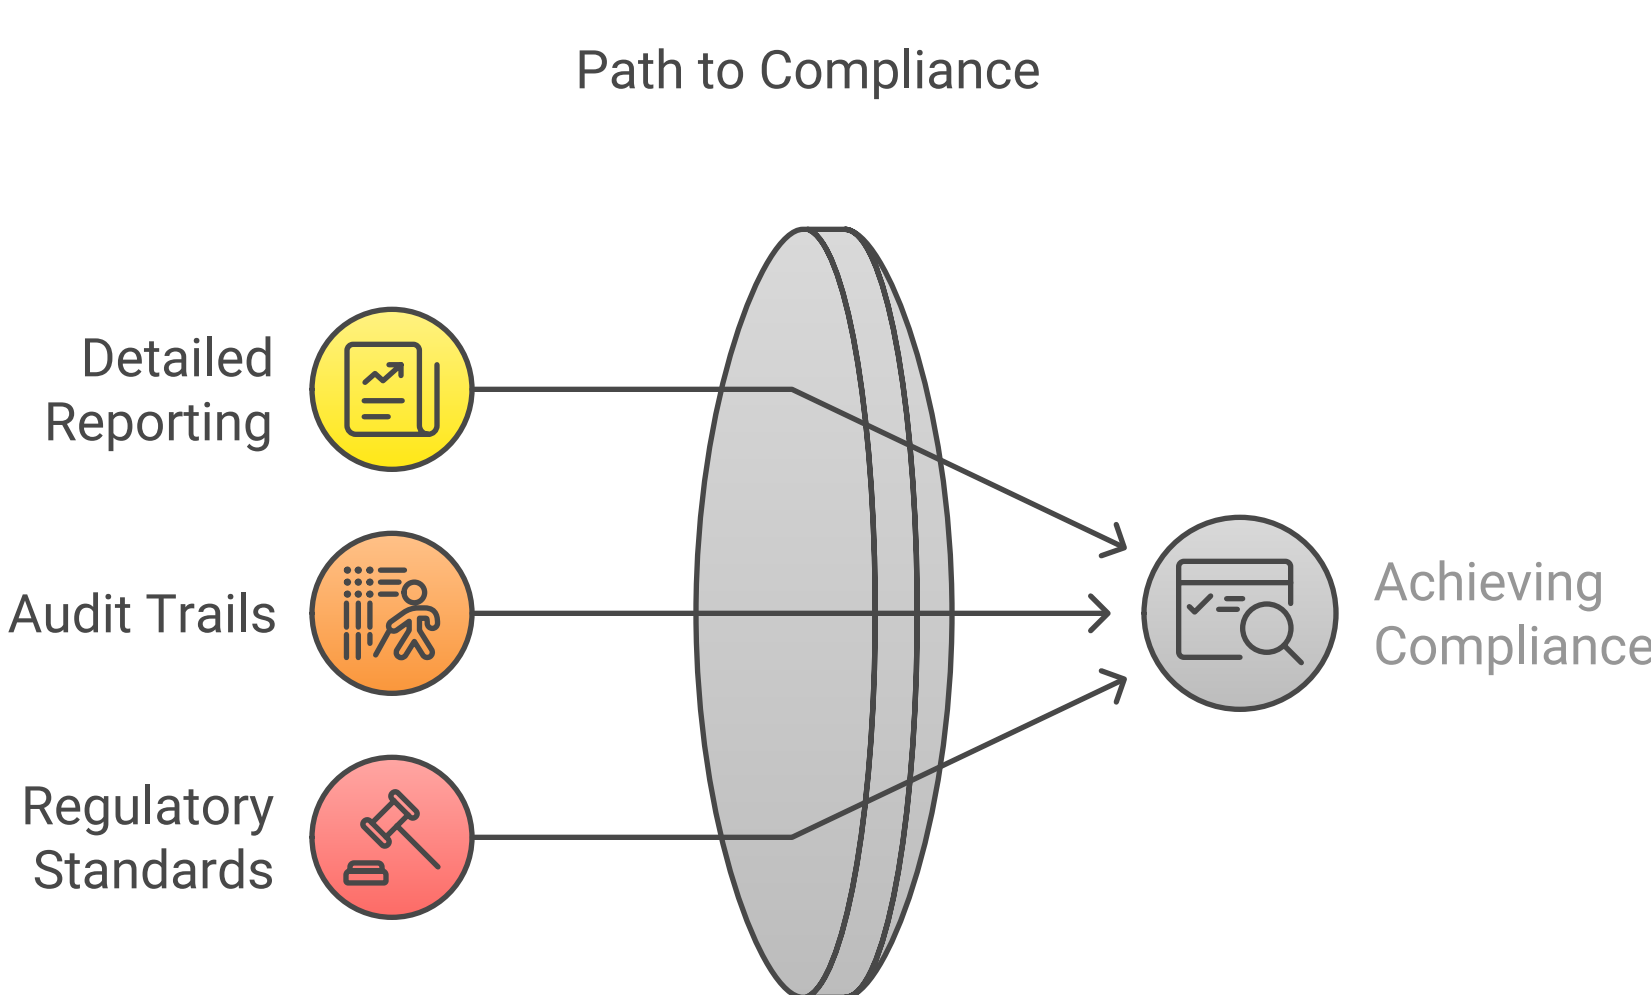 Path to Compliance
Detailed
Reporting
Audit Trails
Regulatory
Standards
Achieving
Compliance